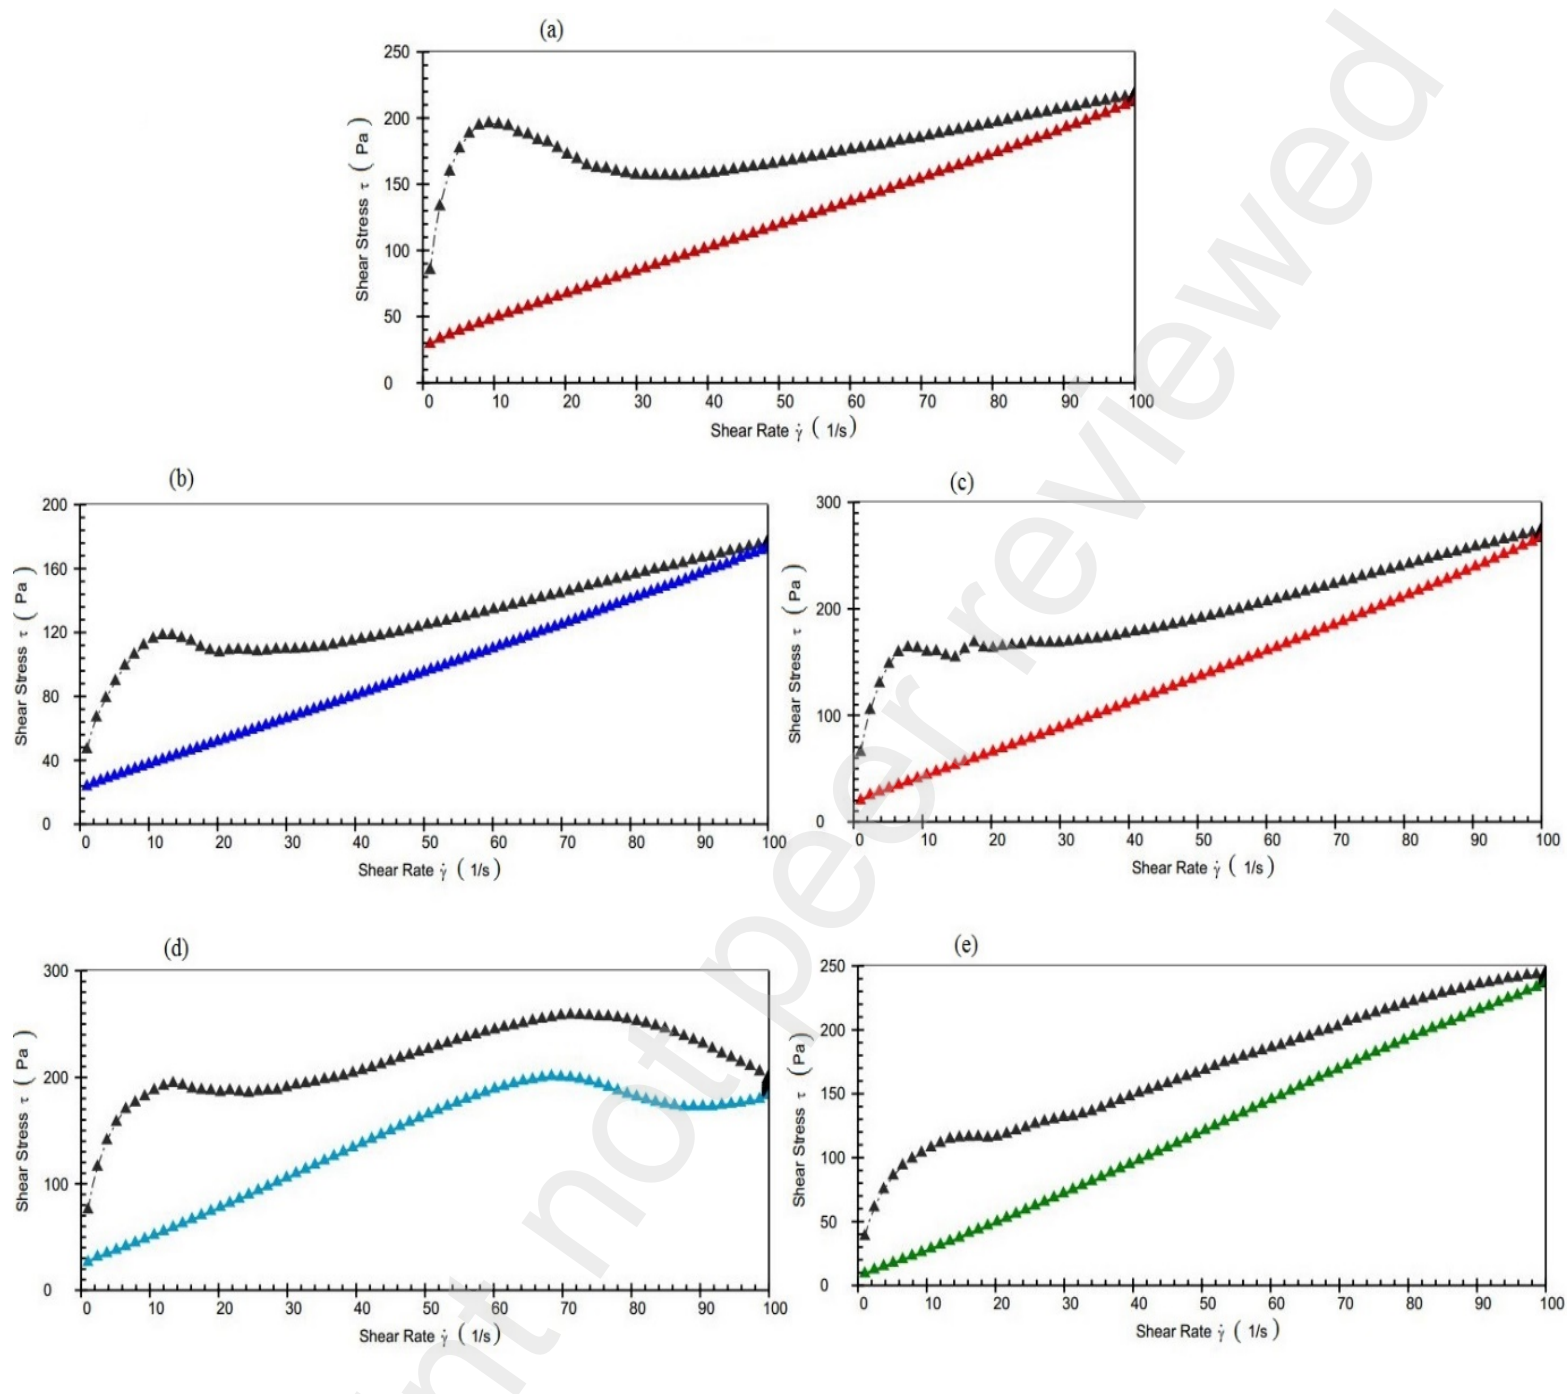 (a)
250
200
150
100
50
0
Shear Stress τ ( Pa )
0 10 20 30 40 50 60 70 80 90 100
Shear Rate γ̇ ( 1/s )
(b)
200
160
120
80
40
0
Shear Stress τ ( Pa )
0 10 20 30 40 50 60 70 80 90 100
Shear Rate γ̇ ( 1/s )
(c)
300
200
100
0
Shear Stress τ ( Pa )
0 10 20 30 40 50 60 70 80 90 100
Shear Rate γ̇ ( 1/s )
(d)
300
200
100
0
Shear Stress τ ( Pa )
0 10 20 30 40 50 60 70 80 90 100
Shear Rate γ̇ ( 1/s )
(e)
250
200
150
100
50
0
Shear Stress τ ( Pa )
0 10 20 30 40 50 60 70 80 90 100
Shear Rate γ̇ ( 1/s )
not peer reviewed